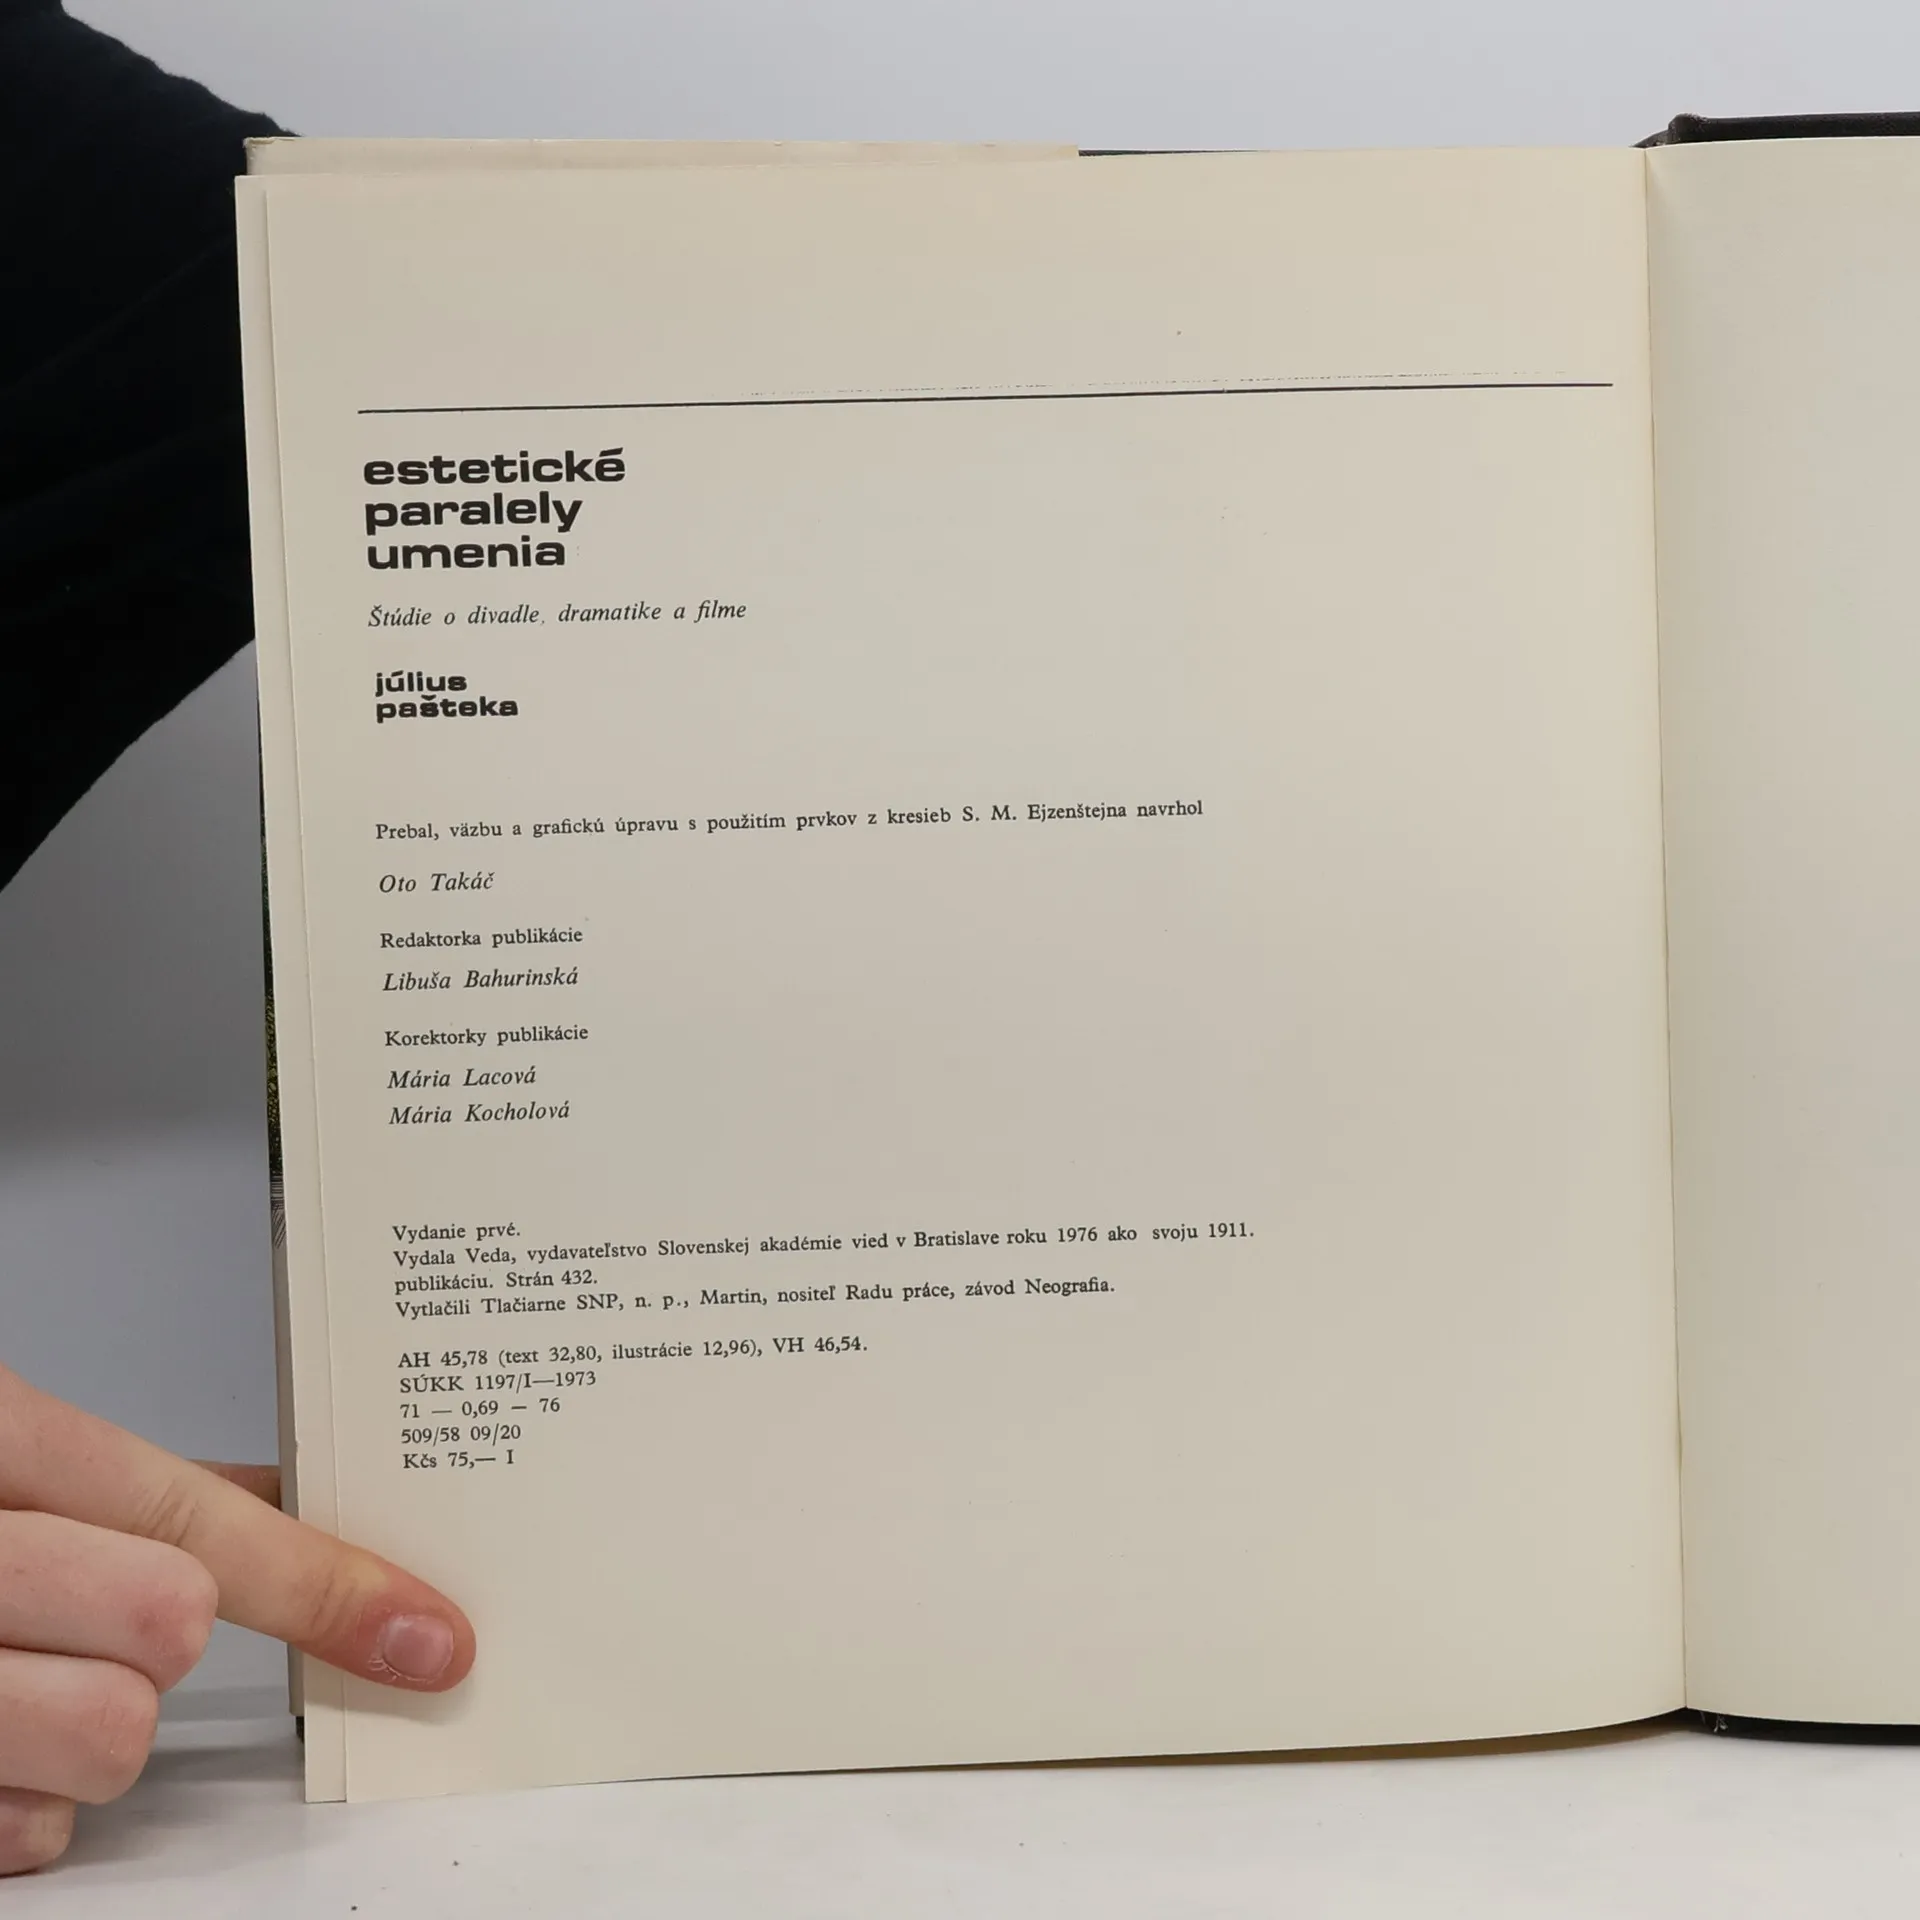 estetické
paralely
umenia
Štúdie o divadle, dramatike a filme
július
pašteka
Prebal, väzbu a grafickú úpravu s použitím prvkov z kresieb S. M. Ejzenštejna navrhol
Oto Takáč
Redaktorka publikácie
Libuša Bahurinská
Korektorky publikácie
Mária Lacová
Mária Kocholová
Vydanie prvé.
Vydala Veda, vydavateľstvo Slovenskej akadémie vied v Bratislave roku 1976 ako svoju 1911.
publikáciu. Strán 432.
Vytlačili Tlačiarne SNP, n. p., Martin, nositeľ Radu práce, závod Neografia.
AH 45,78 (text 32,80, ilustrácie 12,96), VH 46,54.
SÚKK 1197/I—1973
71 — 0,69 — 76
509/58 09/20
Kčs 75,— I